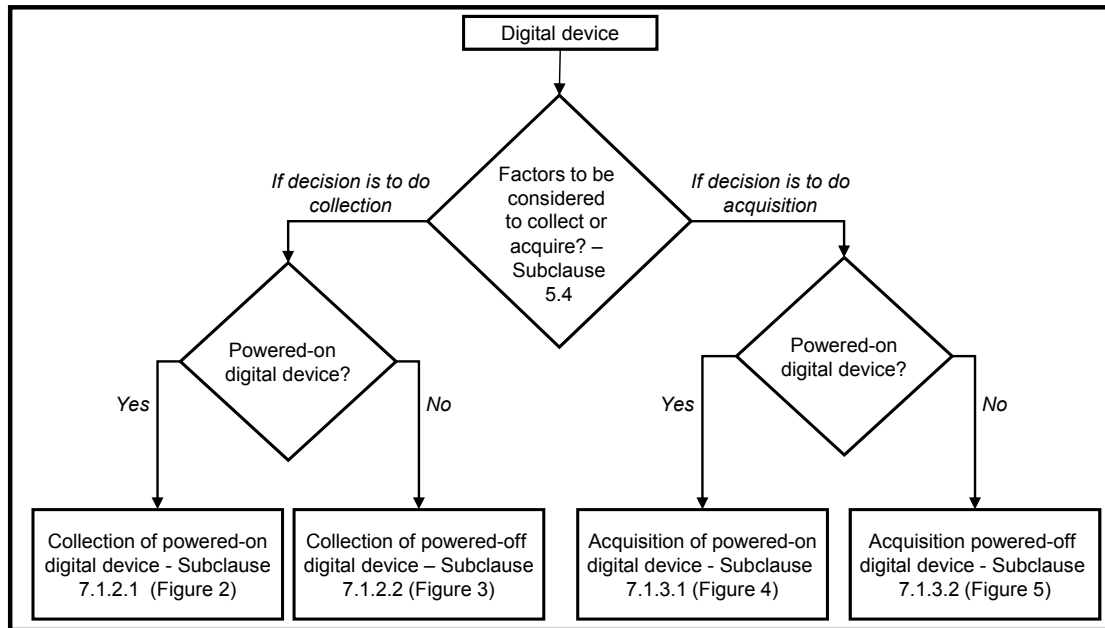 Digital device
Factors to be
considered
to collect or
acquire? –
Subclause
5.4
If decision is to do
collection
If decision is to do
acquisition
Powered-on
digital device?
Powered-on
digital device?
Yes
No
Yes
No
Collection of powered-on
digital device - Subclause
7.1.2.1 (Figure 2)
Collection of powered-off
digital device – Subclause
7.1.2.2 (Figure 3)
Acquisition of powered-on
digital device - Subclause
7.1.3.1 (Figure 4)
Acquisition powered-off
digital device - Subclause
7.1.3.2 (Figure 5)